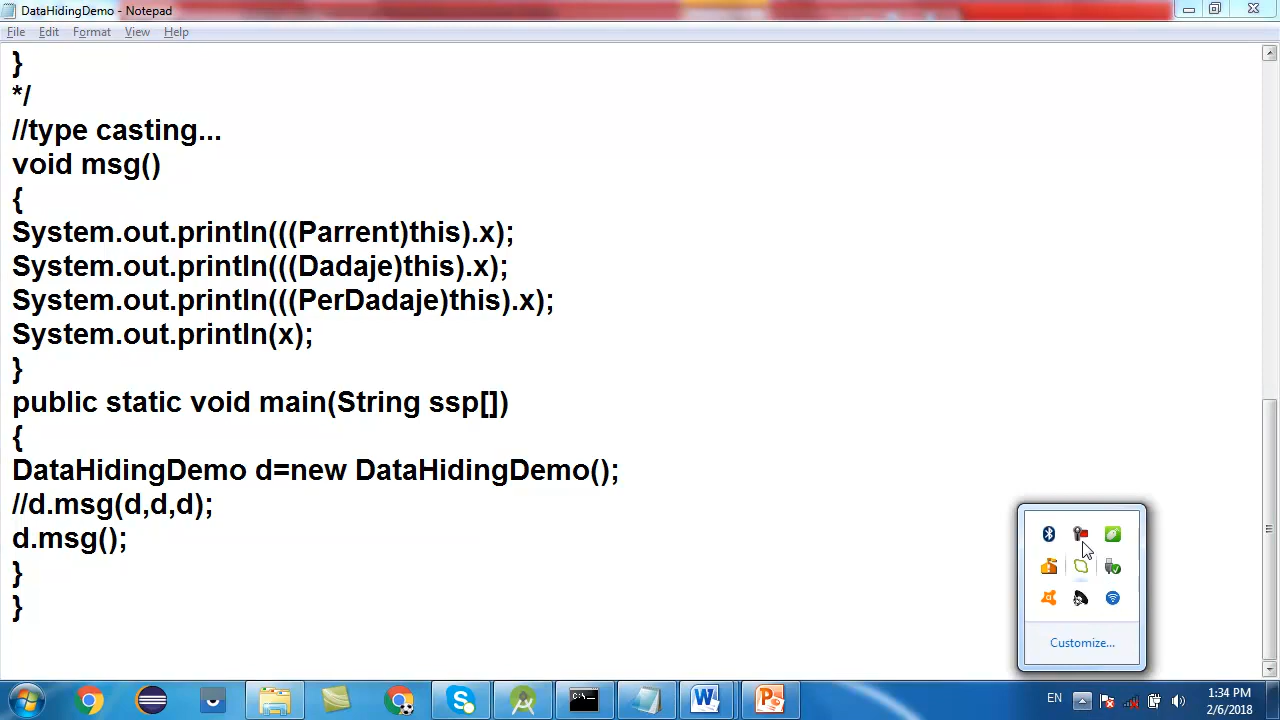 DataHidingDemo - Notepad
File Edit Format View Help
}
*/
//type casting...
void msg()
{
System.out.println(((Parrent)this).x);
System.out.println(((Dadaje)this).x);
System.out.println(((PerDadaje)this).x);
System.out.println(x);
}
public static void main(String ssp[])
{
DataHidingDemo d=new DataHidingDemo();
//d.msg(d,d,d);
d.msg();
}
}
Customize...
EN
1:34 PM
2/6/2018